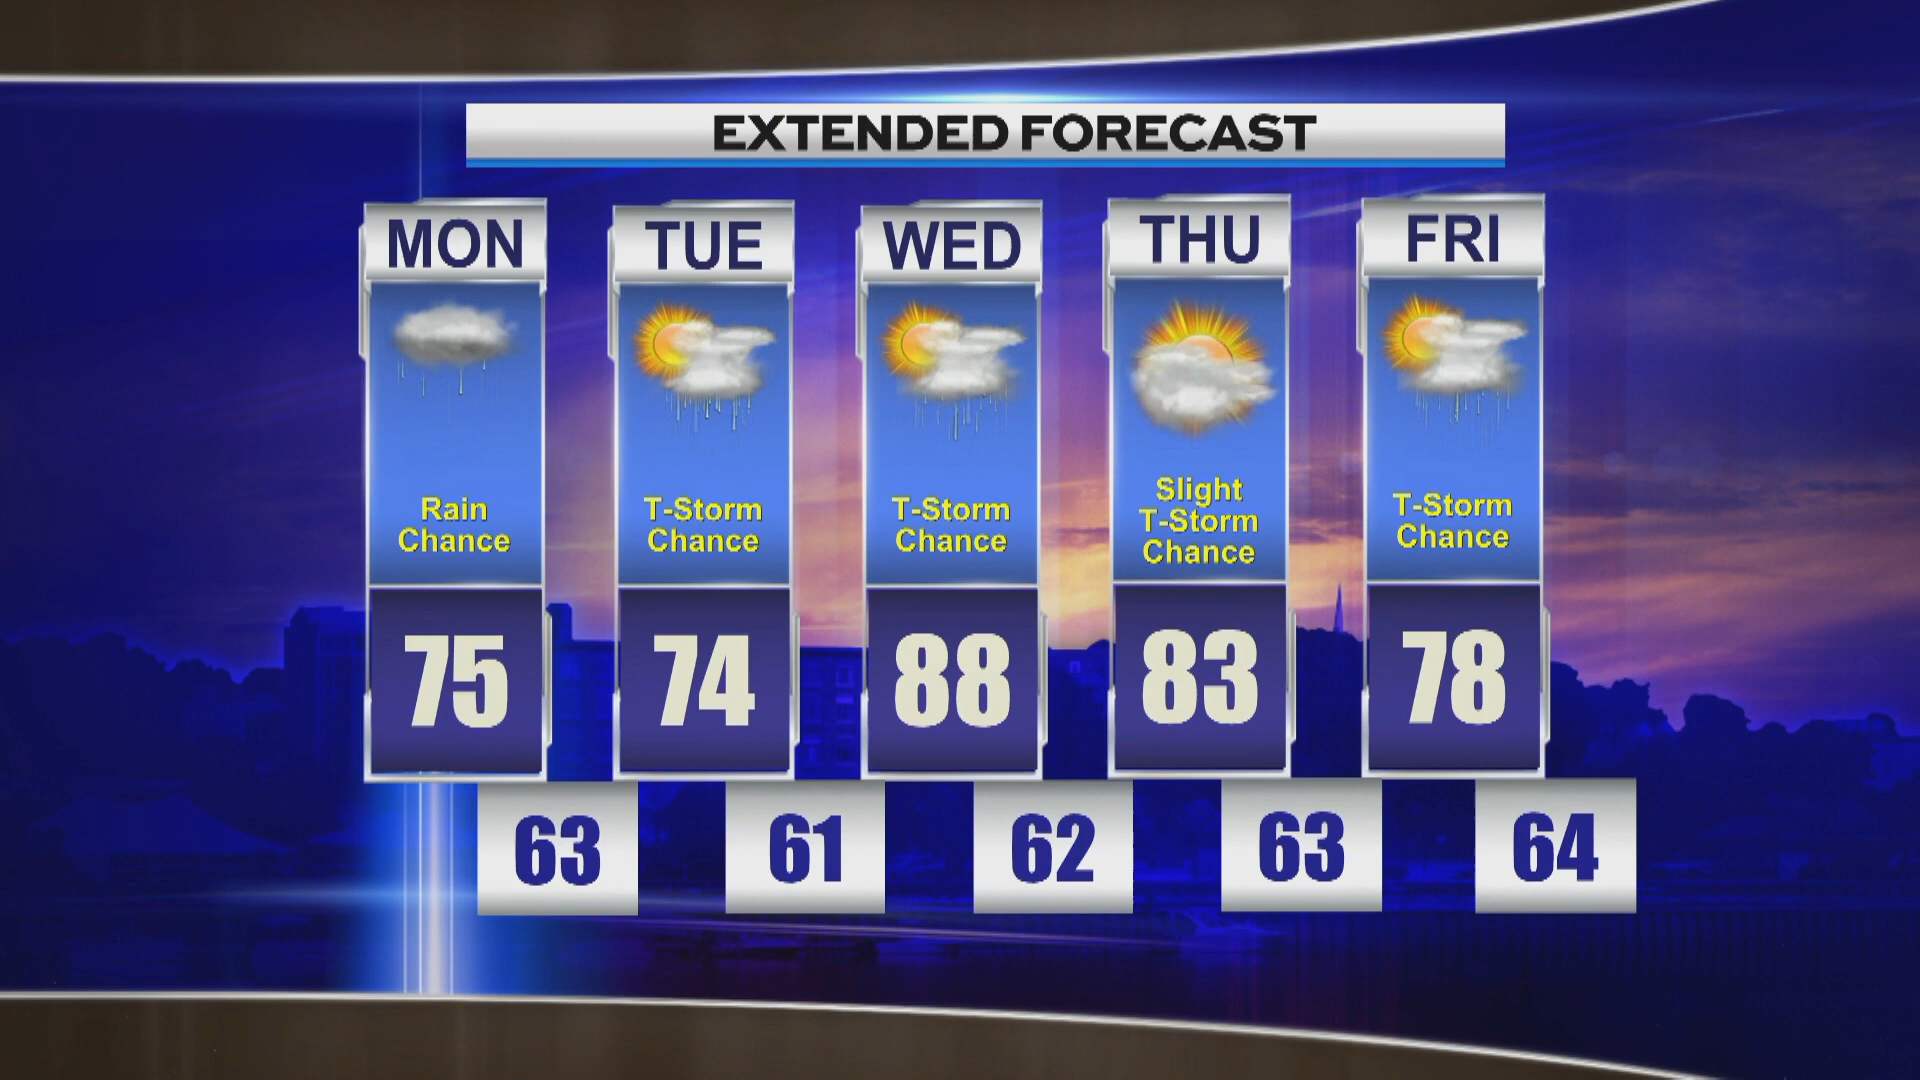 EXTENDED FORECAST
MON
TUE
WED
THU
FRI
Rain
Chance
T-Storm
Chance
T-Storm
Chance
Slight
T-Storm
Chance
T-Storm
Chance
75
74
88
83
78
63
61
62
63
64